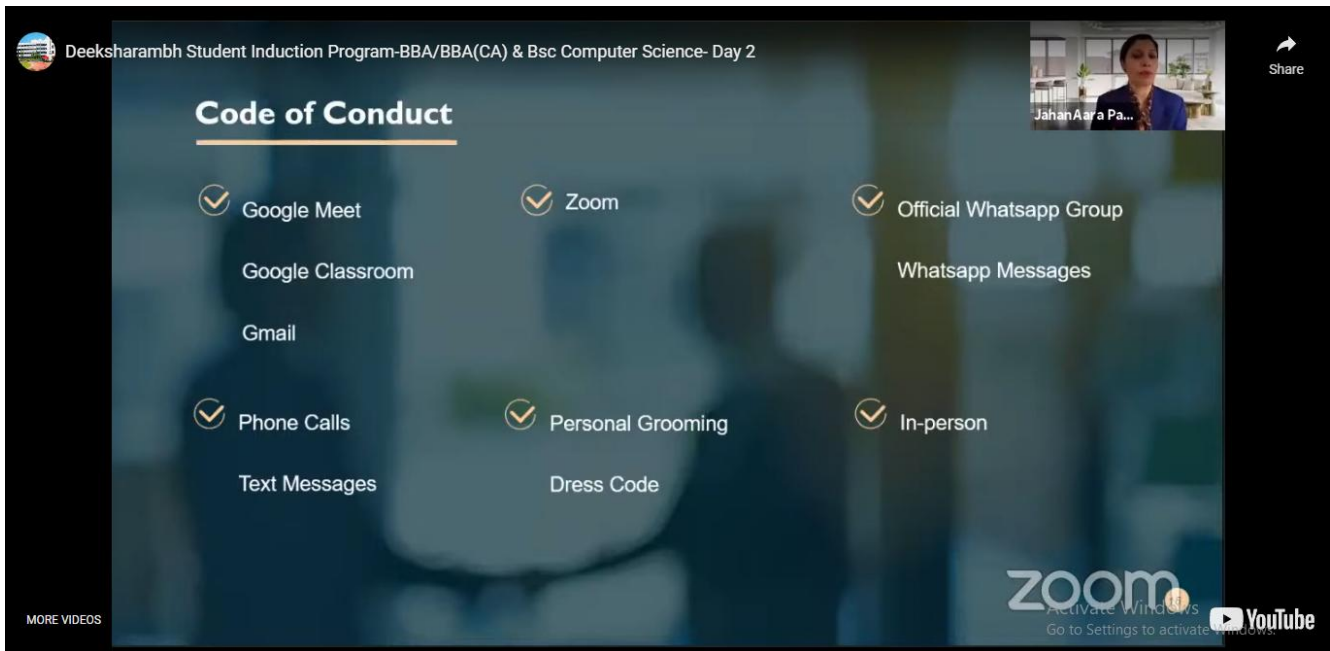 Deeksharambh Student Induction Program-BBA/BBA(CA) & Bsc Computer Science- Day 2
Share
JahanAara Pa...
Code of Conduct
Google Meet
Google Classroom
Gmail
Zoom
Official Whatsapp Group
Whatsapp Messages
Phone Calls
Text Messages
Personal Grooming
Dress Code
In-person
zoom
Activate Windows
Go to Settings to activate Windows.
MORE VIDEOS
YouTube